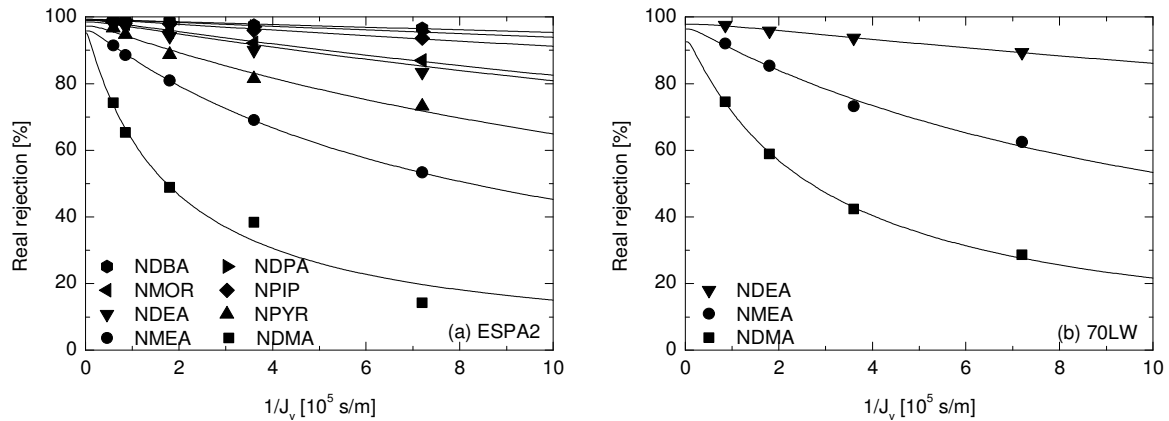 100
80
60
40
20
0
Real rejection [%]
NDBA NDPA
NMOR NPIP
NDEA NPYR
NMEA NDMA
(a) ESPA2
0 2 4 6 8 10
1/Jv [10^5 s/m]
100
80
60
40
20
0
Real rejection [%]
NDEA
NMEA
NDMA
(b) 70LW
0 2 4 6 8 10
1/Jv [10^5 s/m]